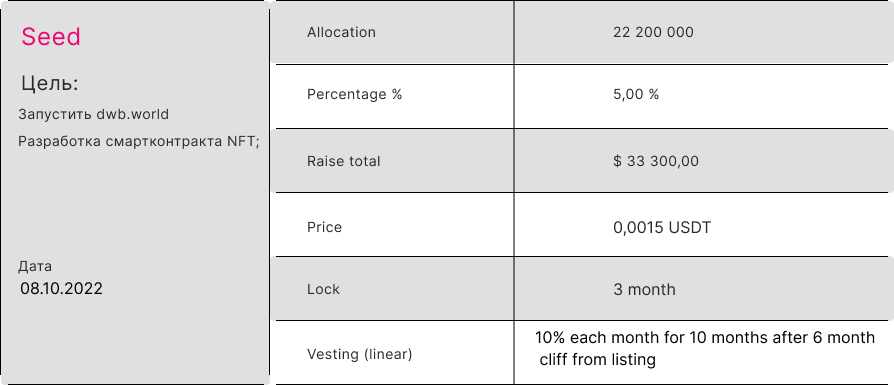 Seed
Цель:
Запустить dwb.world
Разработка смартконтракта NFT;
Дата
08.10.2022
Allocation 22 200 000
Percentage % 5,00 %
Raise total $ 33 300,00
Price 0,0015 USDT
Lock 3 month
Vesting (linear) 10% each month for 10 months after 6 month
cliff from listing